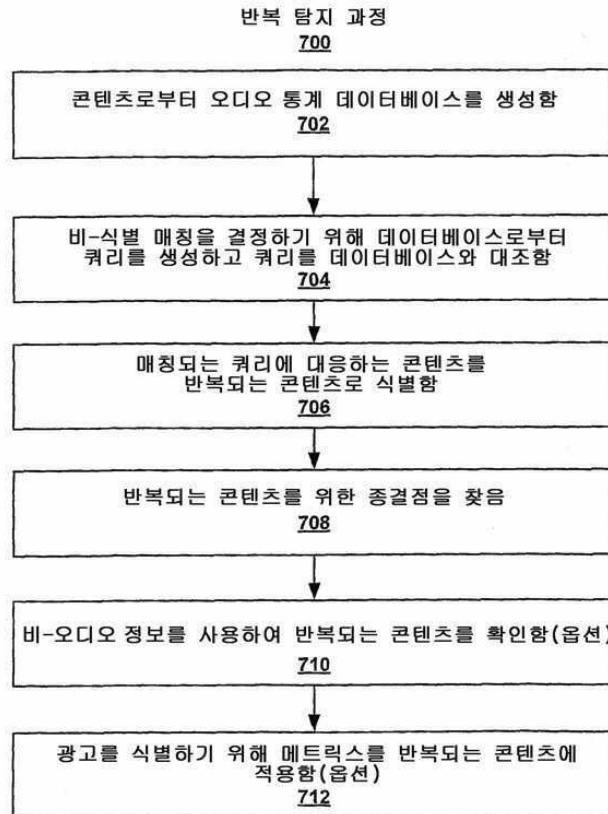 반복 탐지 과정
700
콘텐츠로부터 오디오 통계 데이터베이스를 생성함
702
비-식별 매칭을 결정하기 위해 데이터베이스로부터
쿼리를 생성하고 쿼리를 데이터베이스와 대조함
704
매칭되는 쿼리에 대응하는 콘텐츠를
반복되는 콘텐츠로 식별함
706
반복되는 콘텐츠를 위한 종결점을 찾음
708
비-오디오 정보를 사용하여 반복되는 콘텐츠를 확인함(옵션)
710
광고를 식별하기 위해 메트릭스를 반복되는 콘텐츠에
적용함(옵션)
712